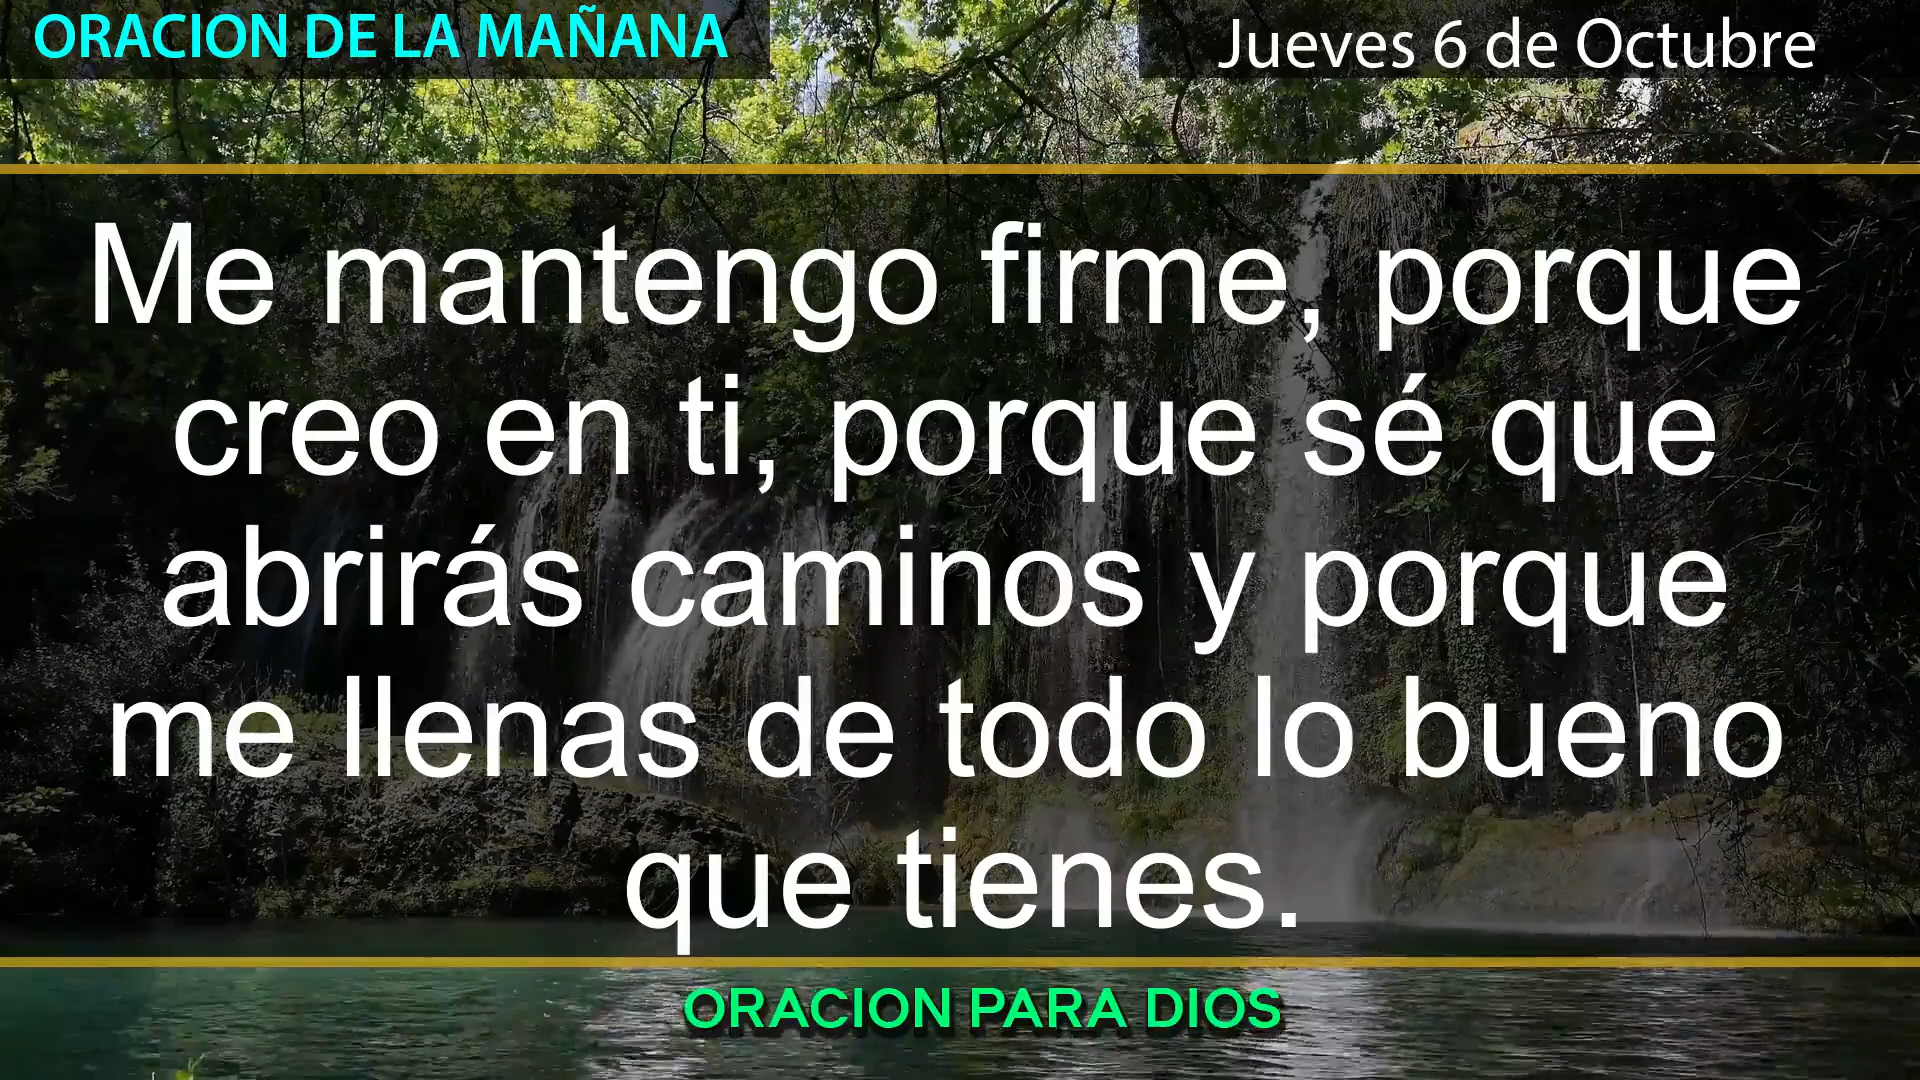 ORACION DE LA MAÑANA
Jueves 6 de Octubre
Me mantengo firme, porque
creo en ti, porque sé que
abrirás caminos y porque
me llenas de todo lo bueno
que tienes.
ORACION PARA DIOS